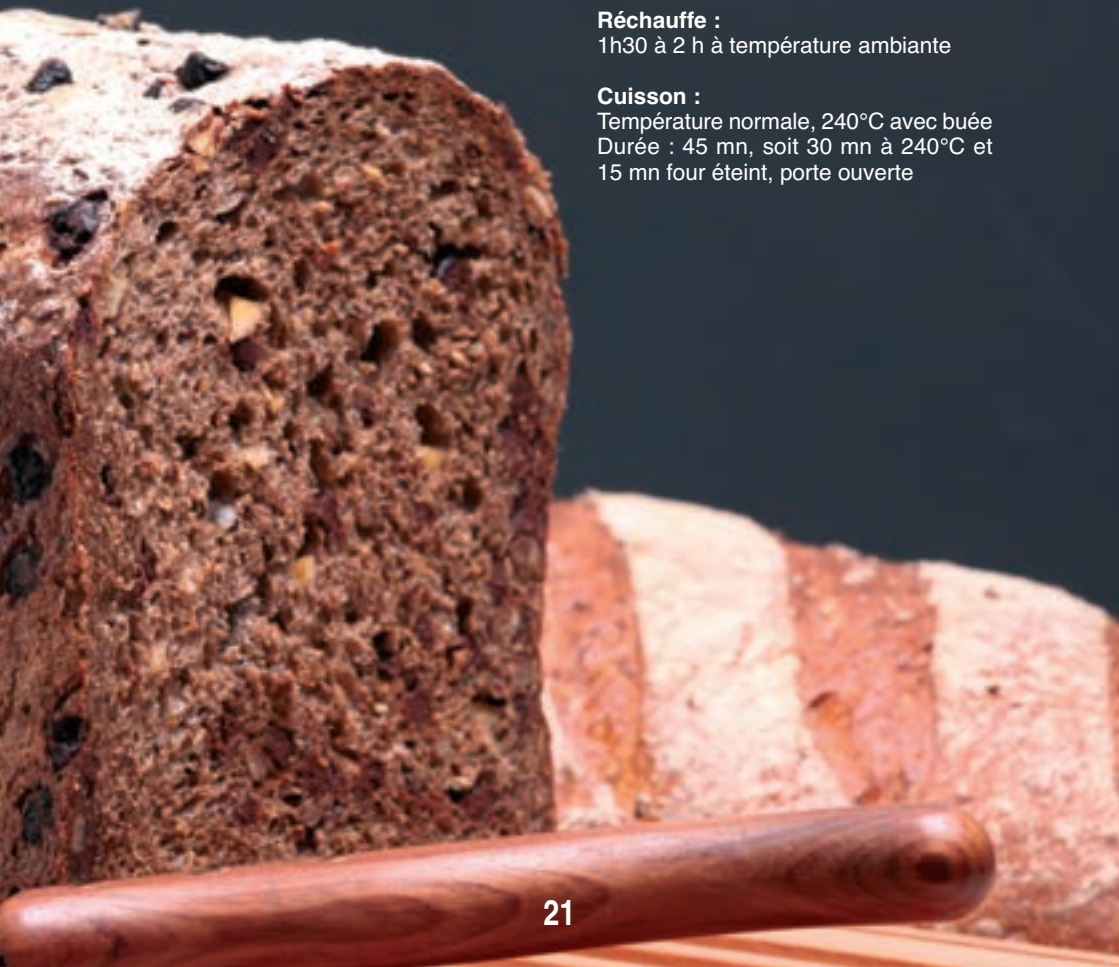 Réchauffe :
1h30 à 2 h à température ambiante
Cuisson :
Température normale, 240°C avec buée
Durée : 45 mn, soit 30 mn à 240°C et
15 mn four éteint, porte ouverte
21